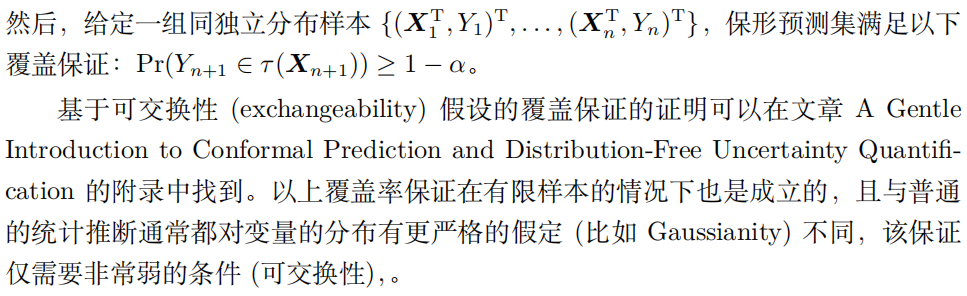 然后，给定一组同独立分布样本 {(X₁ᵀ, Y₁)ᵀ, . . . , (Xₙᵀ, Yₙ)ᵀ}，保形预测集满足以下
覆盖保证：Pr(Yₙ₊₁ ∈ τ(Xₙ₊₁)) ≥ 1 − α。
基于可交换性 (exchangeability) 假设的覆盖保证的证明可以在文章 A Gentle
Introduction to Conformal Prediction and Distribution-Free Uncertainty Quantifi-
cation 的附录中找到。以上覆盖率保证在有限样本的情况下也是成立的，且与普通
的统计推断通常都对变量的分布有更严格的假定 (比如 Gaussianity) 不同，该保证
仅需要非常弱的条件 (可交换性),。